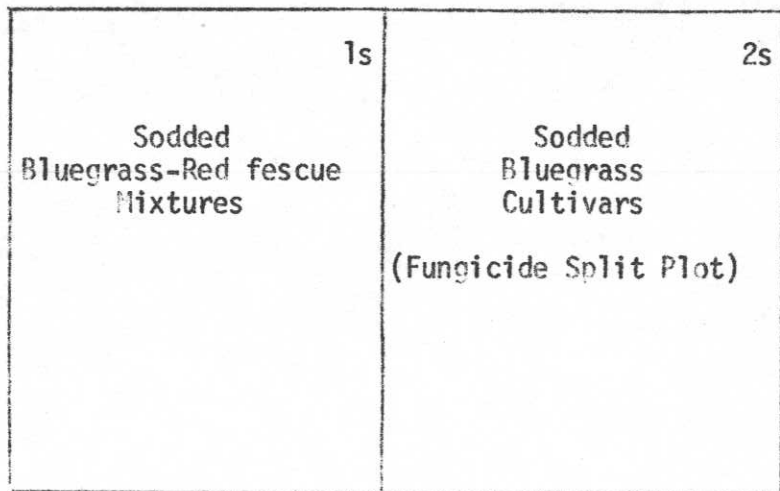 1s
Sodded
Bluegrass-Red fescue
Mixtures
2s
Sodded
Bluegrass
Cultivars
(Fungicide Split Plot)